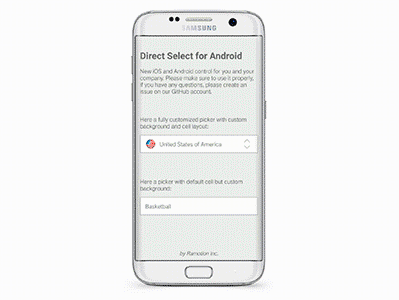 SAMSUNG
Direct Select for Android
New iOS and Android control for you and your
company. Please make sure to use it properly,
if you have any questions, please create an
issue on our GitHub account.
Here a fully customized picker with custom
background and cell layout:
United States of America
Here a picker with default cell but custom
background:
Basketball
by Ramotion Inc.